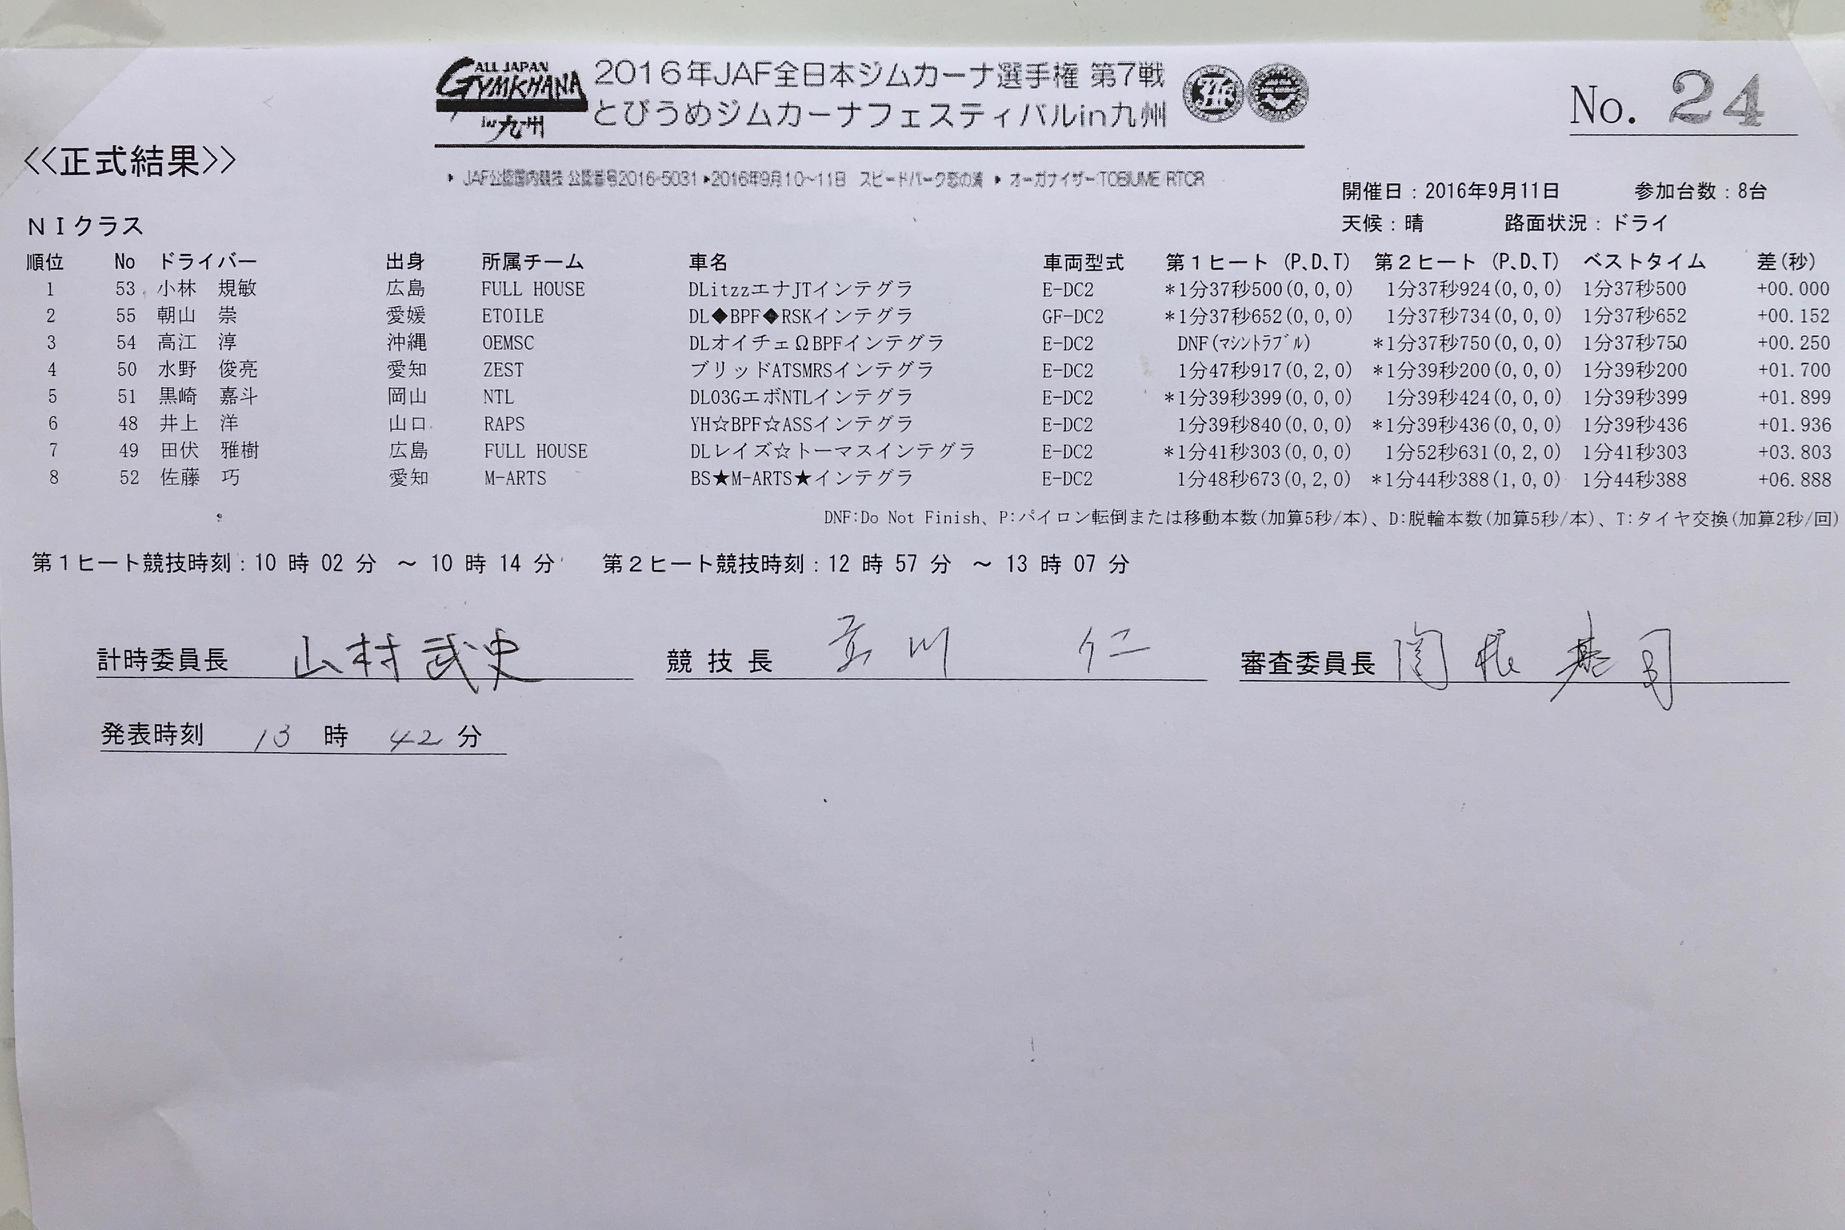 ALL JAPAN
GYMKHANA
in 九州
2016年JAF全日本ジムカーナ選手権 第7戦
とびうめジムカーナフェスティバルin九州
No. 24
<<正式結果>>
JAF公認国内競技 公認番号2016-5031 ▶2016年9月10～11日 スピードパーク恋の浦 ▶ オーガナイザー:TOBIUME RTCR
開催日：2016年9月11日 参加台数：8台
NIクラス
天候：晴 路面状況：ドライ
順位 No ドライバー 出身 所属チーム 車名 車両型式 第1ヒート (P、D、T) 第2ヒート (P、D、T) ベストタイム 差(秒)
1 53 小林 規敏 広島 FULL HOUSE DLitzzエナJTインテグラ E-DC2 *1分37秒500(0,0,0) 1分37秒924(0,0,0) 1分37秒500 +00.000
2 55 朝山 崇 愛媛 ETOILE DL◆BPF◆RSKインテグラ GF-DC2 *1分37秒652(0,0,0) 1分37秒734(0,0,0) 1分37秒652 +00.152
3 54 高江 淳 沖縄 OEMSC DLオイチェΩBPFインテグラ E-DC2 DNF(ﾏｼﾝﾄﾗﾌﾞﾙ) *1分37秒750(0,0,0) 1分37秒750 +00.250
4 50 水野 俊亮 愛知 ZEST ブリッドATSMRSインテグラ E-DC2 1分47秒917(0,2,0) *1分39秒200(0,0,0) 1分39秒200 +01.700
5 51 黒崎 嘉斗 岡山 NTL DL03GエボNTLインテグラ E-DC2 *1分39秒399(0,0,0) 1分39秒424(0,0,0) 1分39秒399 +01.899
6 48 井上 洋 山口 RAPS YH☆BPF☆ASSインテグラ E-DC2 1分39秒840(0,0,0) *1分39秒436(0,0,0) 1分39秒436 +01.936
7 49 田伏 雅樹 広島 FULL HOUSE DLレイズ☆トーマスインテグラ E-DC2 *1分41秒303(0,0,0) 1分52秒631(0,2,0) 1分41秒303 +03.803
8 52 佐藤 巧 愛知 M-ARTS BS★M-ARTS★インテグラ E-DC2 1分48秒673(0,2,0) *1分44秒388(1,0,0) 1分44秒388 +06.888
DNF:Do Not Finish、P:パイロン転倒または移動本数(加算5秒/本)、D:脱輪本数(加算5秒/本)、T:タイヤ交換(加算2秒/回)
第1ヒート競技時刻：10 時 02 分 ～ 10 時 14 分 第2ヒート競技時刻：12 時 57 分 ～ 13 時 07 分
計時委員長 山村武史 競技長 川 仁 審査委員長 関根基司
発表時刻 13 時 42 分